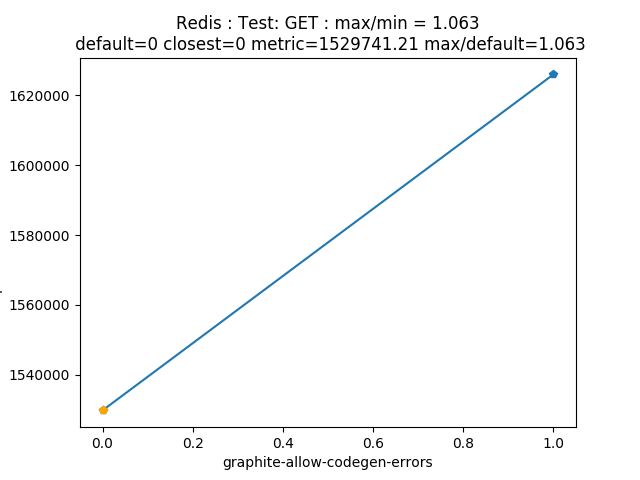 Redis : Test: GET : max/min = 1.063
default=0 closest=0 metric=1529741.21 max/default=1.063
1620000
1600000
1580000
1560000
1540000
0.0 0.2 0.4 0.6 0.8 1.0
graphite-allow-codegen-errors